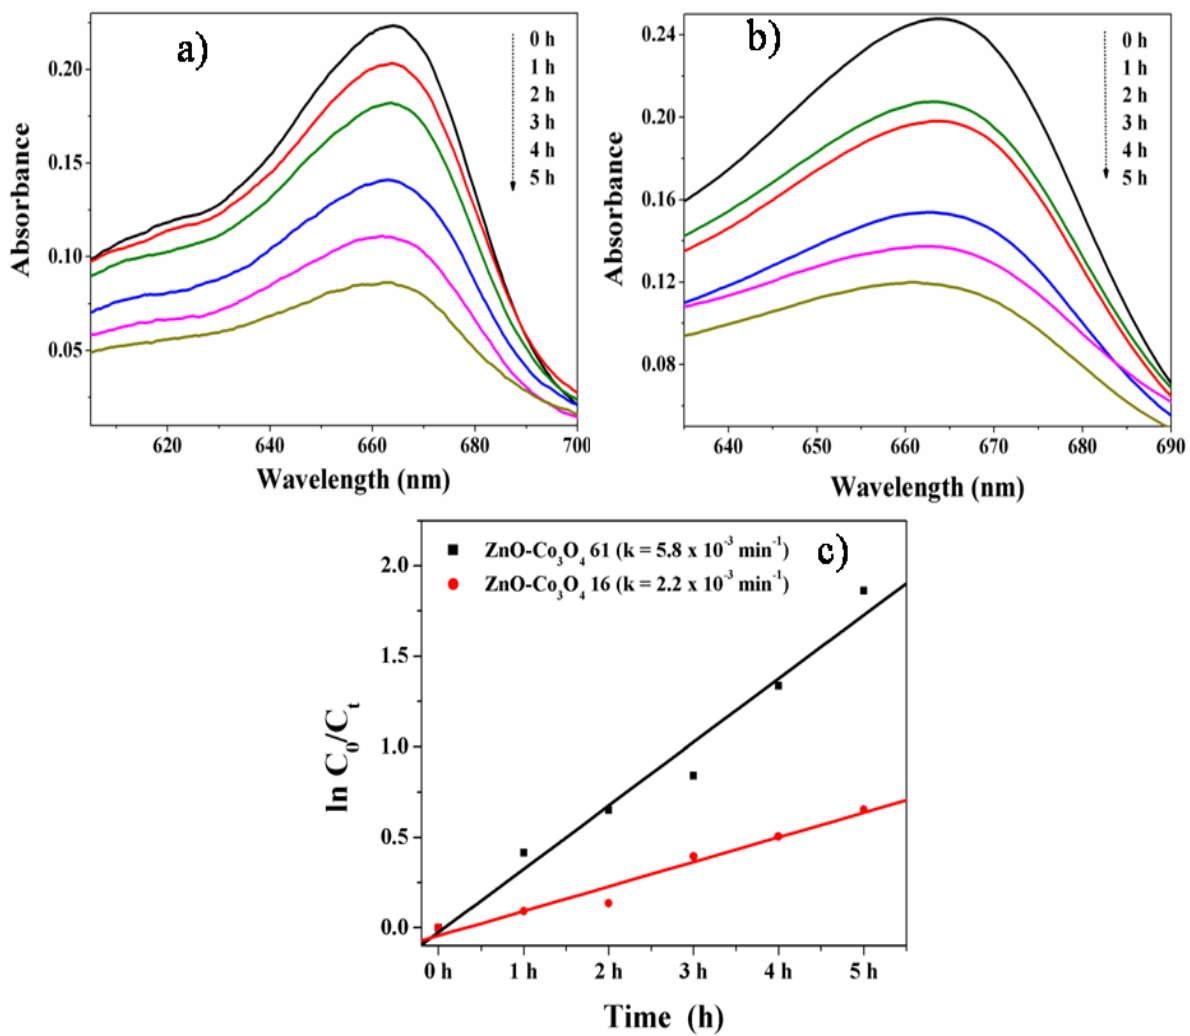 a)
0 h
1 h
2 h
3 h
4 h
5 h
0.20
0.15
0.10
0.05
Absorbance
620
640
660
680
700
Wavelength (nm)
b)
0 h
1 h
2 h
3 h
4 h
5 h
0.24
0.20
0.16
0.12
0.08
Absorbance
640
650
660
670
680
690
Wavelength (nm)
c)
ZnO-Co₃O₄ 61 (k = 5.8 x 10⁻³ min⁻¹)
ZnO-Co₃O₄ 16 (k = 2.2 x 10⁻³ min⁻¹)
2.0
1.5
1.0
0.5
0.0
ln C₀/Cₜ
0 h
1 h
2 h
3 h
4 h
5 h
Time (h)